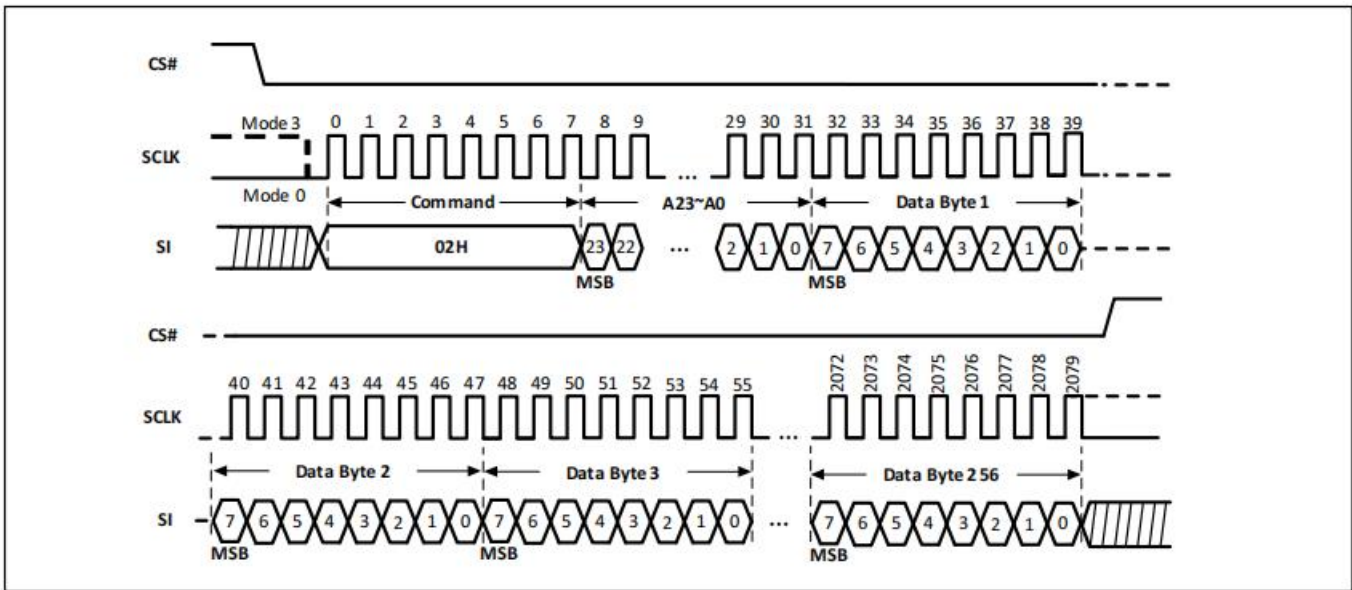 CS#
Mode 3 0 1 2 3 4 5 6 7 8 9 29 30 31 32 33 34 35 36 37 38 39
SCLK ...
Mode 0 Command A23~A0 Data Byte 1
SI 02H 23 22 ... 2 1 0 7 6 5 4 3 2 1 0
MSB MSB
CS#
40 41 42 43 44 45 46 47 48 49 50 51 52 53 54 55 2072 2073 2074 2075 2076 2077 2078 2079
SCLK ...
Data Byte 2 Data Byte 3 Data Byte 256
SI 7 6 5 4 3 2 1 0 7 6 5 4 3 2 1 0 ... 7 6 5 4 3 2 1 0
MSB MSB MSB